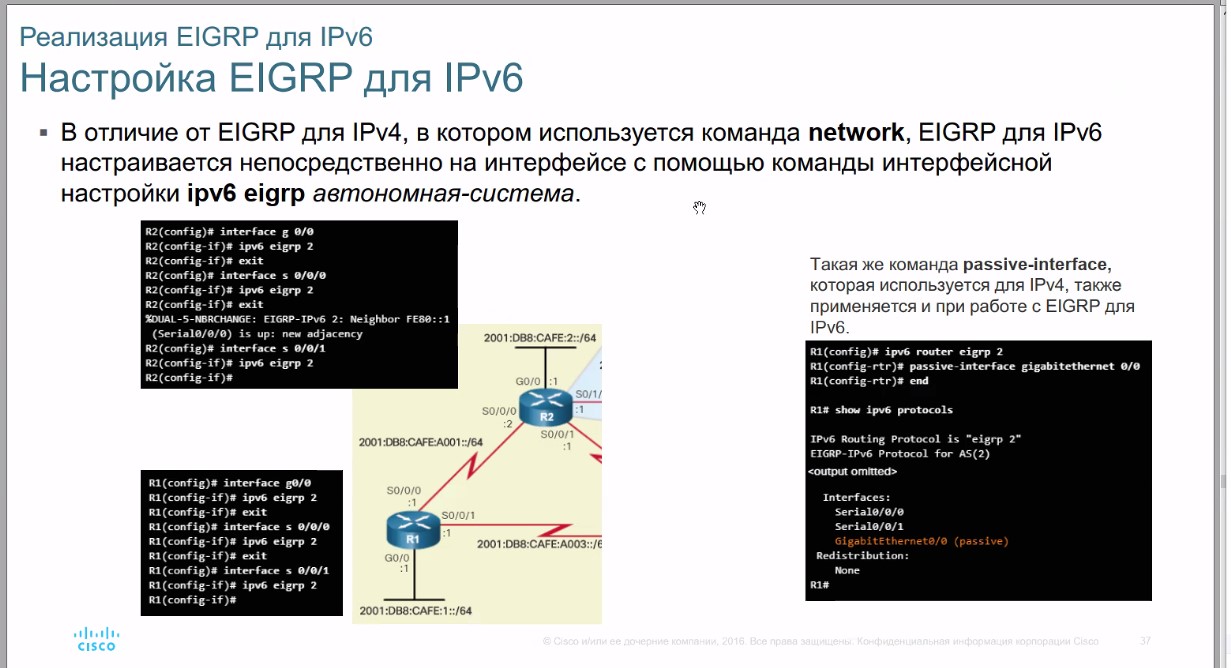 Реализация EIGRP для IPv6
Настройка EIGRP для IPv6
▪ В отличие от EIGRP для IPv4, в котором используется команда network, EIGRP для IPv6
настраивается непосредственно на интерфейсе с помощью команды интерфейсной
настройки ipv6 eigrp автономная-система.
R2(config)# interface g 0/0
R2(config-if)# ipv6 eigrp 2
R2(config-if)# exit
R2(config)# interface s 0/0/0
R2(config-if)# ipv6 eigrp 2
R2(config-if)# exit
%DUAL-5-NBRCHANGE: EIGRP-IPv6 2: Neighbor FE80::1
(Serial0/0/0) is up: new adjacency
R2(config)# interface s 0/0/1
R2(config-if)# ipv6 eigrp 2
R2(config-if)#
Такая же команда passive-interface,
которая используется для IPv4, также
применяется и при работе с EIGRP для
IPv6.
R1(config)# ipv6 router eigrp 2
R1(config-rtr)# passive-interface gigabitethernet 0/0
R1(config-rtr)# end
R1# show ipv6 protocols
IPv6 Routing Protocol is "eigrp 2"
EIGRP-IPv6 Protocol for AS(2)
<output omitted>
Interfaces:
Serial0/0/0
Serial0/0/1
GigabitEthernet0/0 (passive)
Redistribution:
None
R1#
2001:DB8:CAFE:2::/64
G0/0 :1
S0/1/
:1
R2
S0/0/0
:2
S0/0/1
:1
2001:DB8:CAFE:A001::/64
S0/0/0
:1
S0/0/1
:1
R1
2001:DB8:CAFE:A003::/6
G0/0
:1
2001:DB8:CAFE:1::/64
R1(config)# interface g0/0
R1(config-if)# ipv6 eigrp 2
R1(config-if)# exit
R1(config)# interface s 0/0/0
R1(config-if)# ipv6 eigrp 2
R1(config-if)# exit
R1(config)# interface s 0/0/1
R1(config-if)# ipv6 eigrp 2
R1(config-if)#
CISCO
© Cisco и/или ее дочерние компании, 2016. Все права защищены. Конфиденциальная информация корпорации Cisco
37